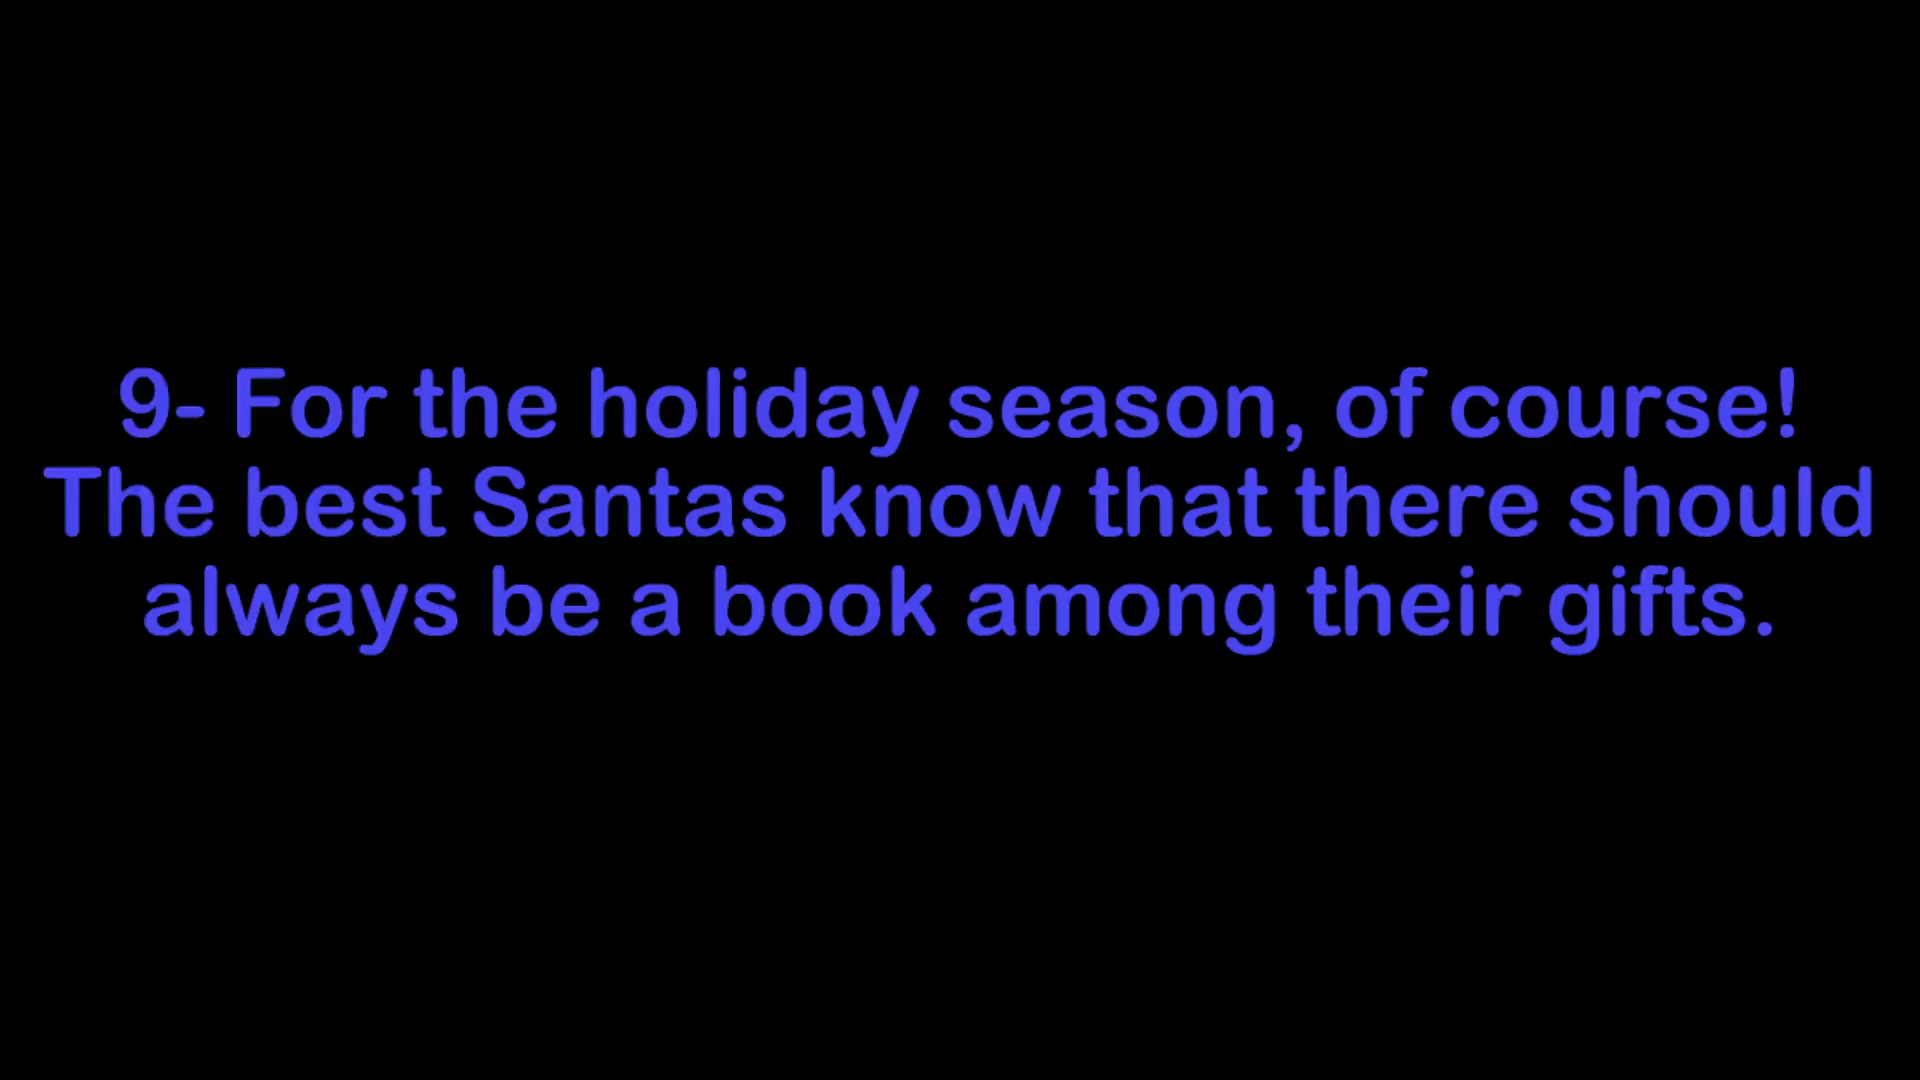 9- For the holiday season, of course!
The best Santas know that there should
always be a book among their gifts.